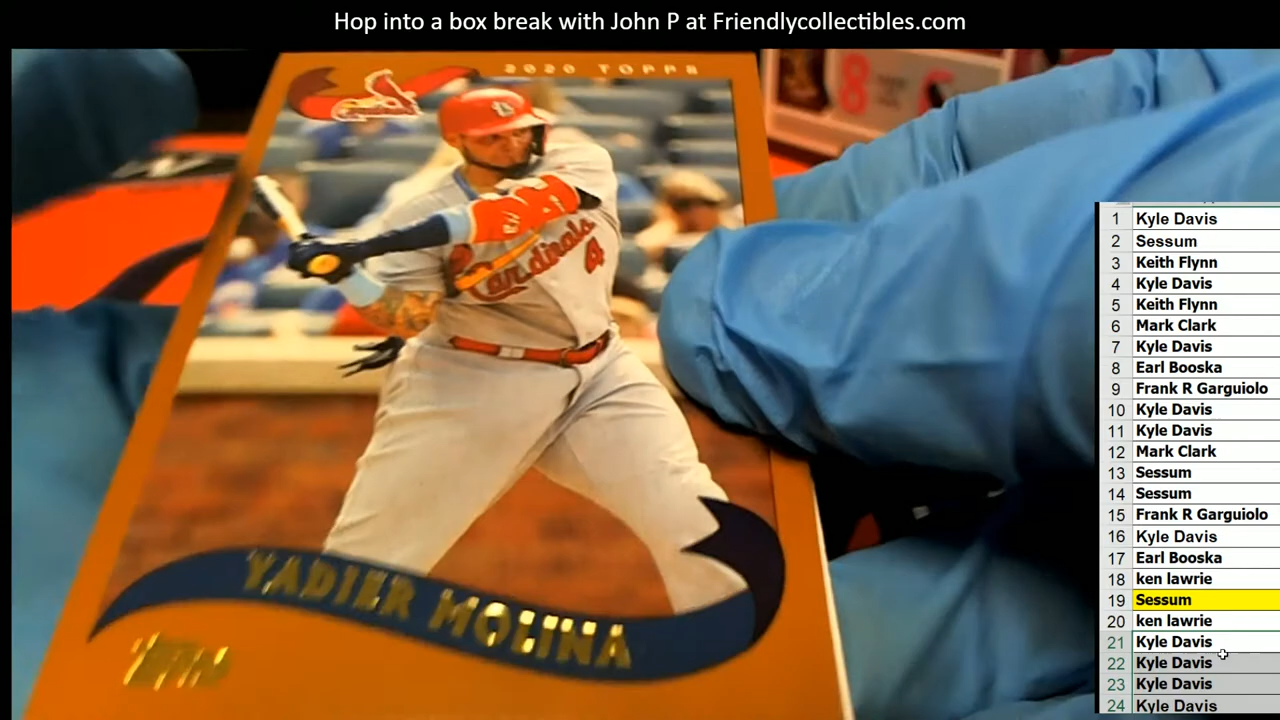 Hop into a box break with John P at Friendlycollectibles.com
2020 TOPPS
Cardinals
Cardinals
4
YADIER MOLINA
topps
8
1 Kyle Davis
2 Sessum
3 Keith Flynn
4 Kyle Davis
5 Keith Flynn
6 Mark Clark
7 Kyle Davis
8 Earl Booska
9 Frank R Garguiolo
10 Kyle Davis
11 Kyle Davis
12 Mark Clark
13 Sessum
14 Sessum
15 Frank R Garguiolo
16 Kyle Davis
17 Earl Booska
18 ken lawrie
19 Sessum
20 ken lawrie
21 Kyle Davis
22 Kyle Davis
23 Kyle Davis
24 Kyle Davis